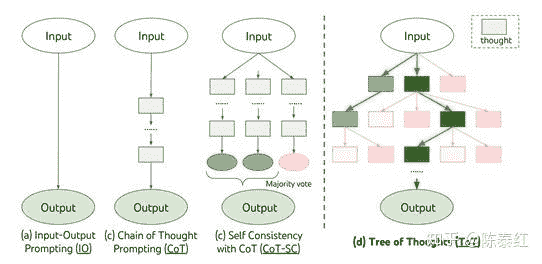 Input
Input
Input
Input
thought
Majority vote
Output
Output
Output
Output
(a) Input-Output
Prompting (IO)
(c) Chain of Thought
Prompting (CoT)
(c) Self Consistency
with CoT (CoT-SC)
(d) Tree of Thoughts (ToT)
知乎 @陈泰红